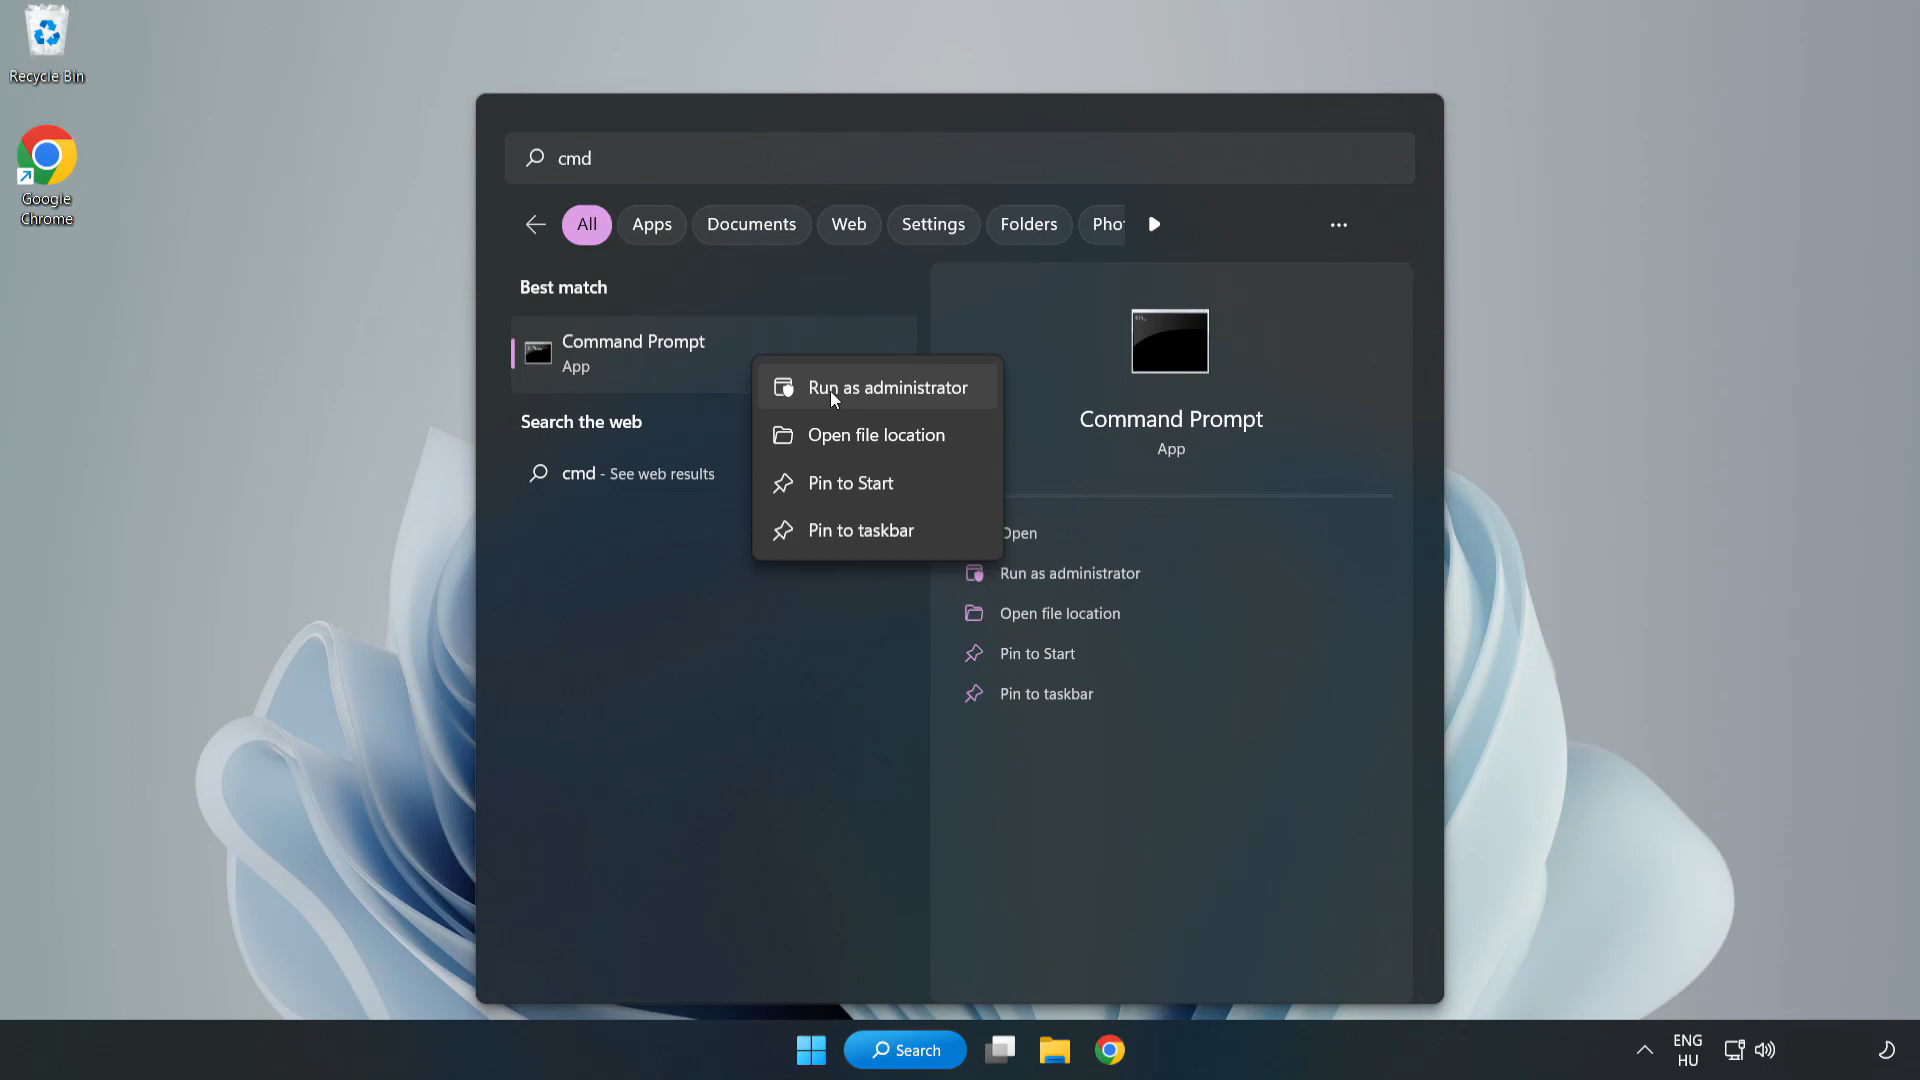 Recycle Bin
Google
Chrome
cmd
All
Apps
Documents
Web
Settings
Folders
Pho
Best match
Command Prompt
App
Search the web
cmd - See web results
Run as administrator
Open file location
Pin to Start
Pin to taskbar
Command Prompt
App
Open
Run as administrator
Open file location
Pin to Start
Pin to taskbar
Search
ENG
HU